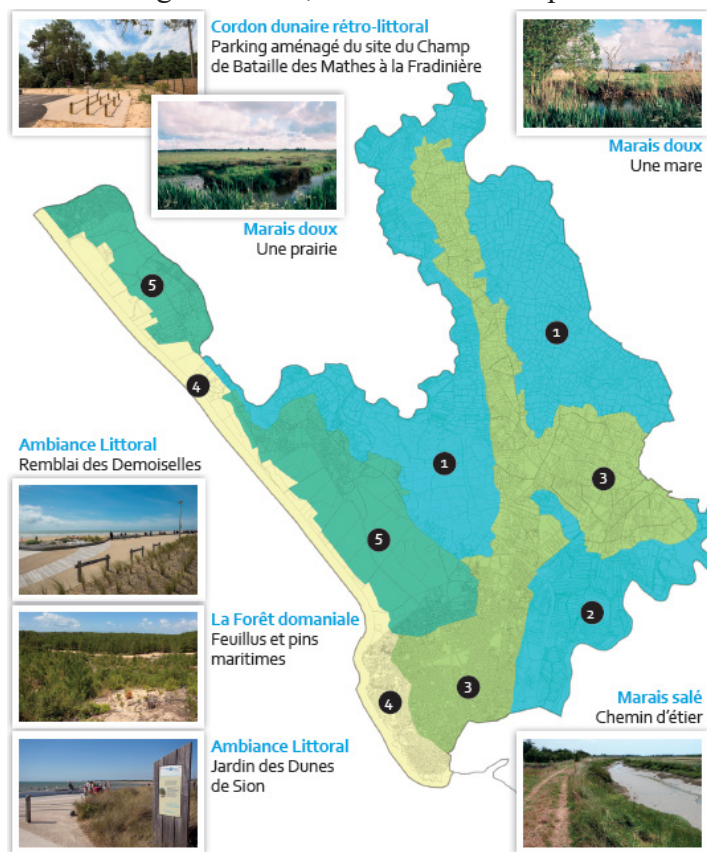 Cordon dunaire rétro-littoral
Parking aménagé du site du Champ
de Bataille des Mathes à la Fradinière
Marais doux
Une mare
Marais doux
Une prairie
5
1
4
Ambiance Littoral
Remblai des Demoiselles
1
3
5
2
La Forêt domaniale
Feuillus et pins
maritimes
3
4
Marais salé
Chemin d'étier
Ambiance Littoral
Jardin des Dunes
de Sion